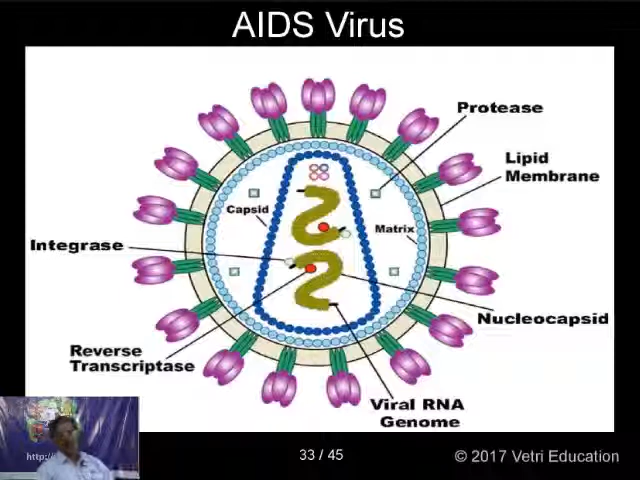 AIDS Virus
Protease
Lipid
Membrane
Capsid
Matrix
Integrase
Nucleocapsid
Reverse
Transcriptase
Viral RNA
Genome
http:/
33 / 45
© 2017 Vetri Education